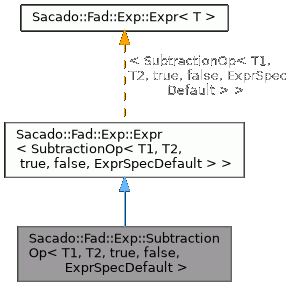 Sacado::Fad::Exp::Expr< T >
< SubtractionOp< T1,
T2, true, false, ExprSpec
Default > >
Sacado::Fad::Exp::Expr
< SubtractionOp< T1, T2,
true, false, ExprSpecDefault > >
Sacado::Fad::Exp::Subtraction
Op< T1, T2, true, false,
ExprSpecDefault >